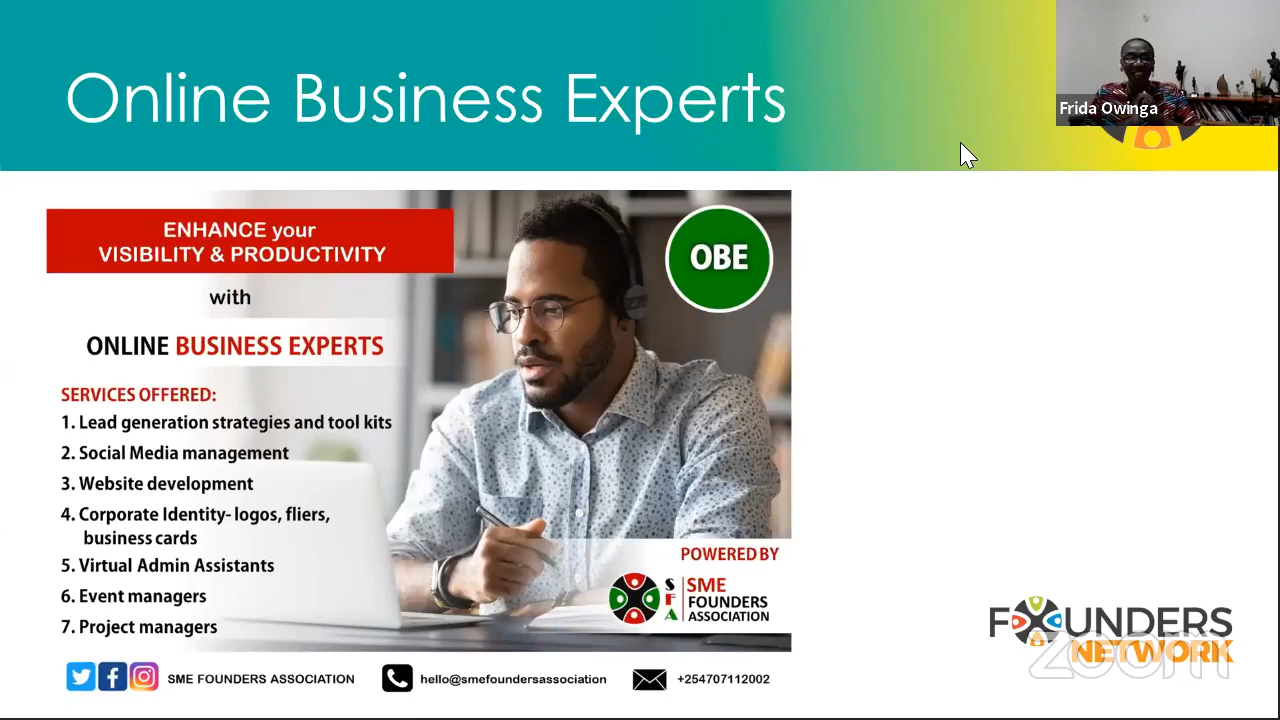 Online Business Experts
Frida Owinga
ENHANCE your
VISIBILITY & PRODUCTIVITY
with
ONLINE BUSINESS EXPERTS
OBE
SERVICES OFFERED:
1. Lead generation strategies and tool kits
2. Social Media management
3. Website development
4. Corporate Identity- logos, fliers,
business cards
5. Virtual Admin Assistants
6. Event managers
7. Project managers
POWERED BY
SFA
SME
FOUNDERS
ASSOCIATION
SME FOUNDERS ASSOCIATION
hello@smefoundersassociation
+254707112002
FOUNDERS
NETWORK
zoom